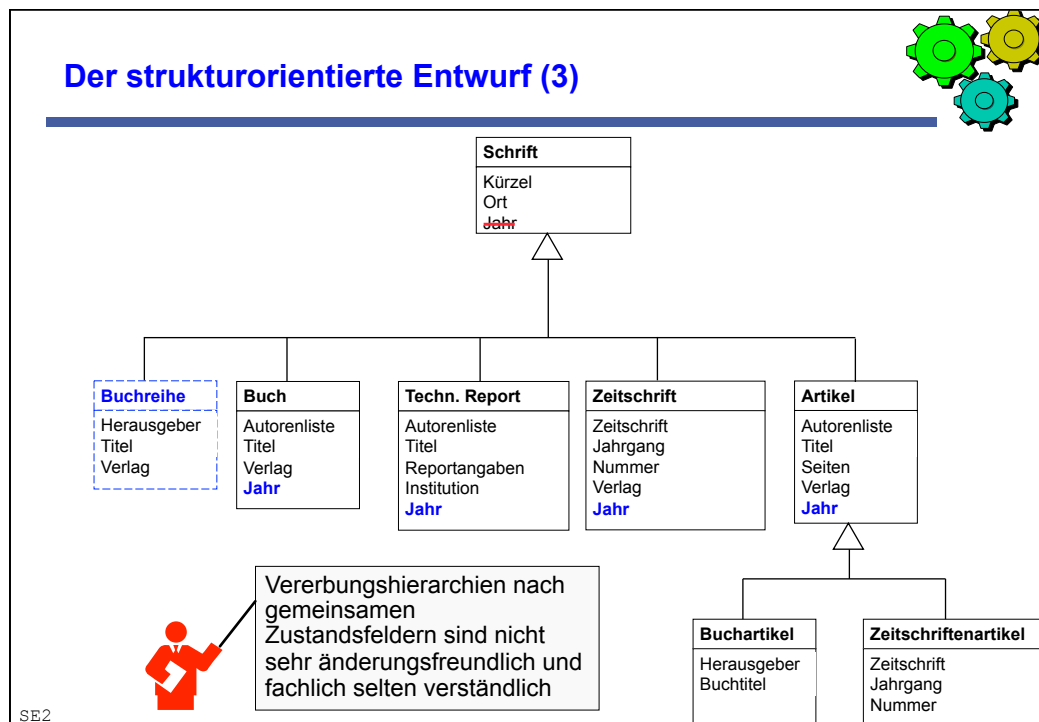 Der strukturorientierte Entwurf (3)
Schrift
Kürzel
Ort
Jahr
Buchreihe
Herausgeber
Titel
Verlag
Buch
Autorenliste
Titel
Verlag
Jahr
Techn. Report
Autorenliste
Titel
Reportangaben
Institution
Jahr
Zeitschrift
Zeitschrift
Jahrgang
Nummer
Verlag
Jahr
Artikel
Autorenliste
Titel
Seiten
Verlag
Jahr
Vererbungshierarchien nach
gemeinsamen
Zustandsfeldern sind nicht
sehr änderungsfreundlich und
fachlich selten verständlich
Buchartikel
Herausgeber
Buchtitel
Zeitschriftenartikel
Zeitschrift
Jahrgang
Nummer
SE2